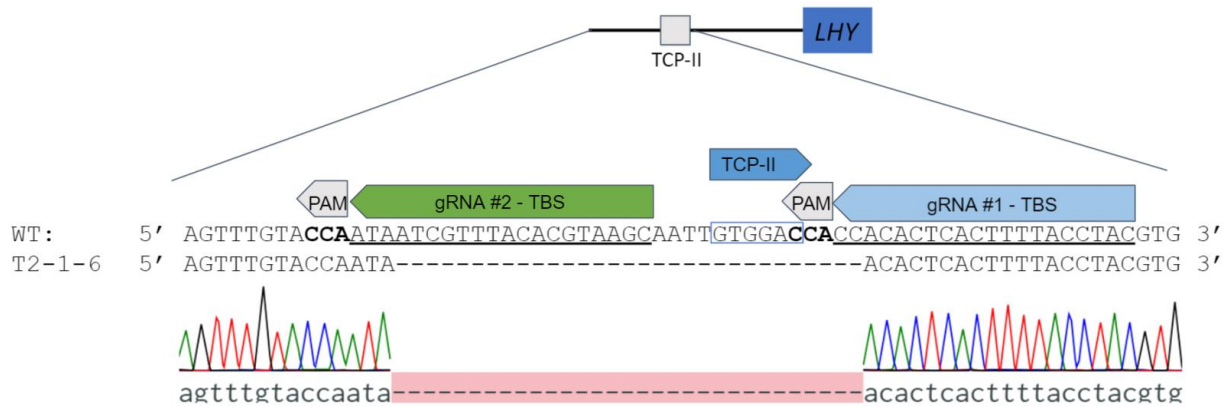 LHY
TCP-II
TCP-II
PAM gRNA #2 - TBS PAM gRNA #1 - TBS
WT: 5′ AGTTTGTACCAATAATCGTTTACACGTAAGCAATTGTGGACCACCACACTCACTTTTACCTACGTG 3′
T2-1-6 5′ AGTTTGTACCAATA-------------------------------ACACTCACTTTTACCTACGTG 3′
agtttgtaccaata-------------------------------acactcacttttacctacgtg